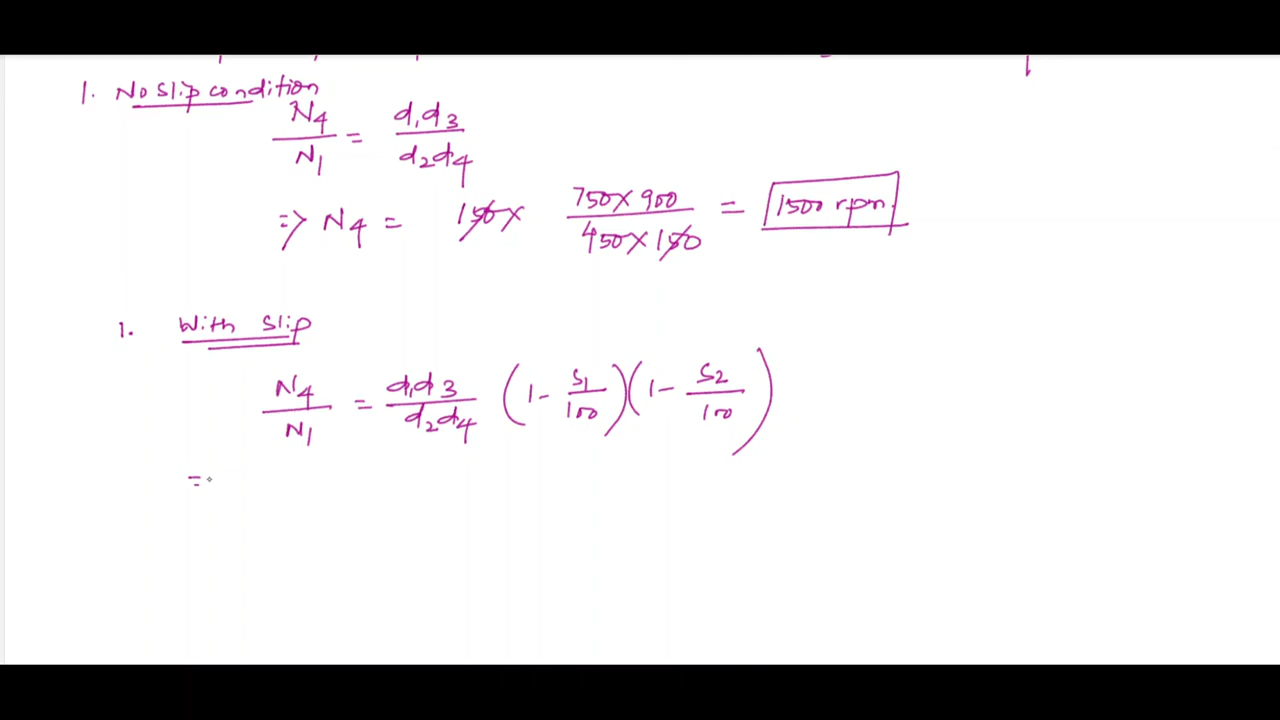 1. No slip condition
N4/N1 = d1d3/d2d4
=> N4 = 150 × 750×900/450×150 = 1500 rpm.
1. With slip
N4/N1 = d1d3/d2d4 (1 - S1/100)(1 - S2/100)
=